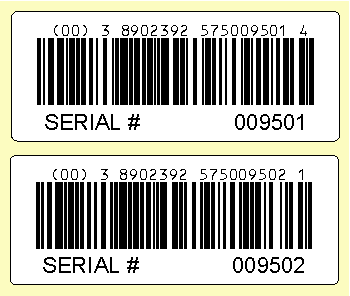 (00) 3 8902392 575009501 4
SERIAL # 009501
(00) 3 8902392 575009502 1
SERIAL # 009502